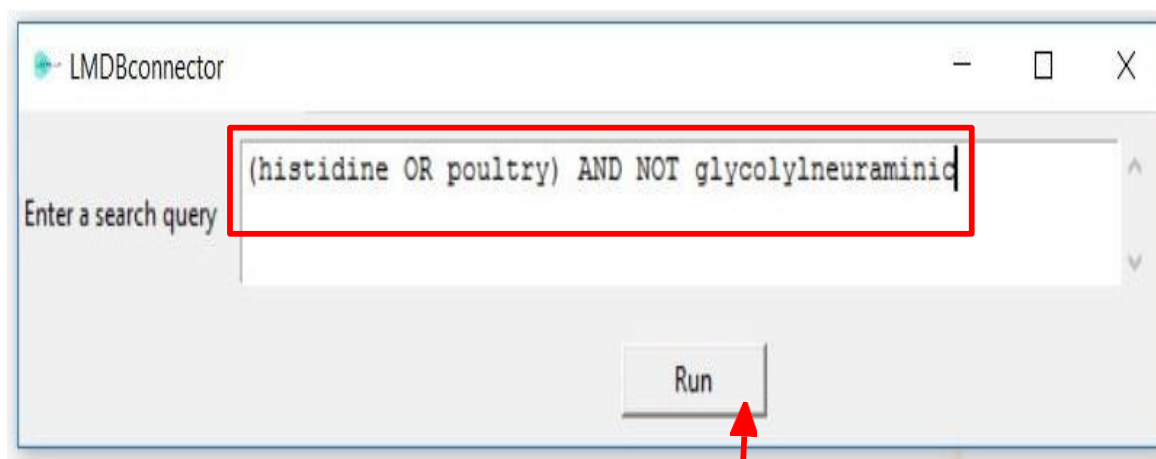 LMDBconnector
(histidine OR poultry) AND NOT glycolylneuraminic
Enter a search query
Run